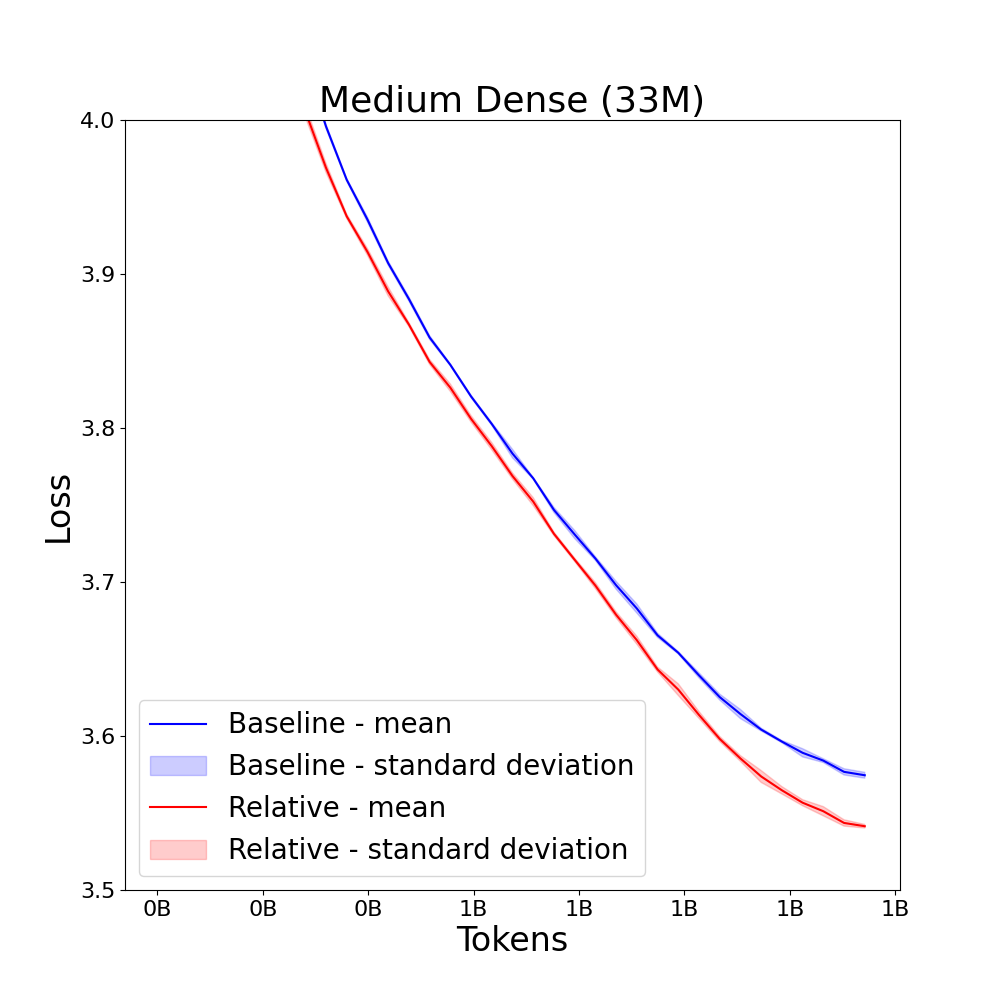 Medium Dense (33M)
4.0
3.9
3.8
3.7
3.6
3.5
Loss
Baseline - mean
Baseline - standard deviation
Relative - mean
Relative - standard deviation
0B 0B 0B 1B 1B 1B 1B 1B
Tokens